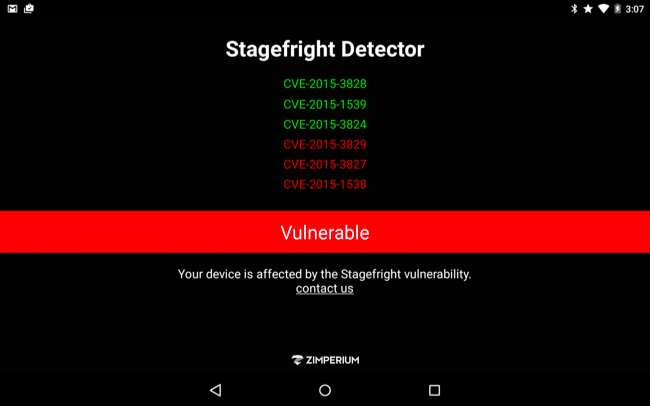 3:07
Stagefright Detector
CVE-2015-3828
CVE-2015-1539
CVE-2015-3824
CVE-2015-3829
CVE-2015-3827
CVE-2015-1538
Vulnerable
Your device is affected by the Stagefright vulnerability.
contact us
ZIMPERIUM